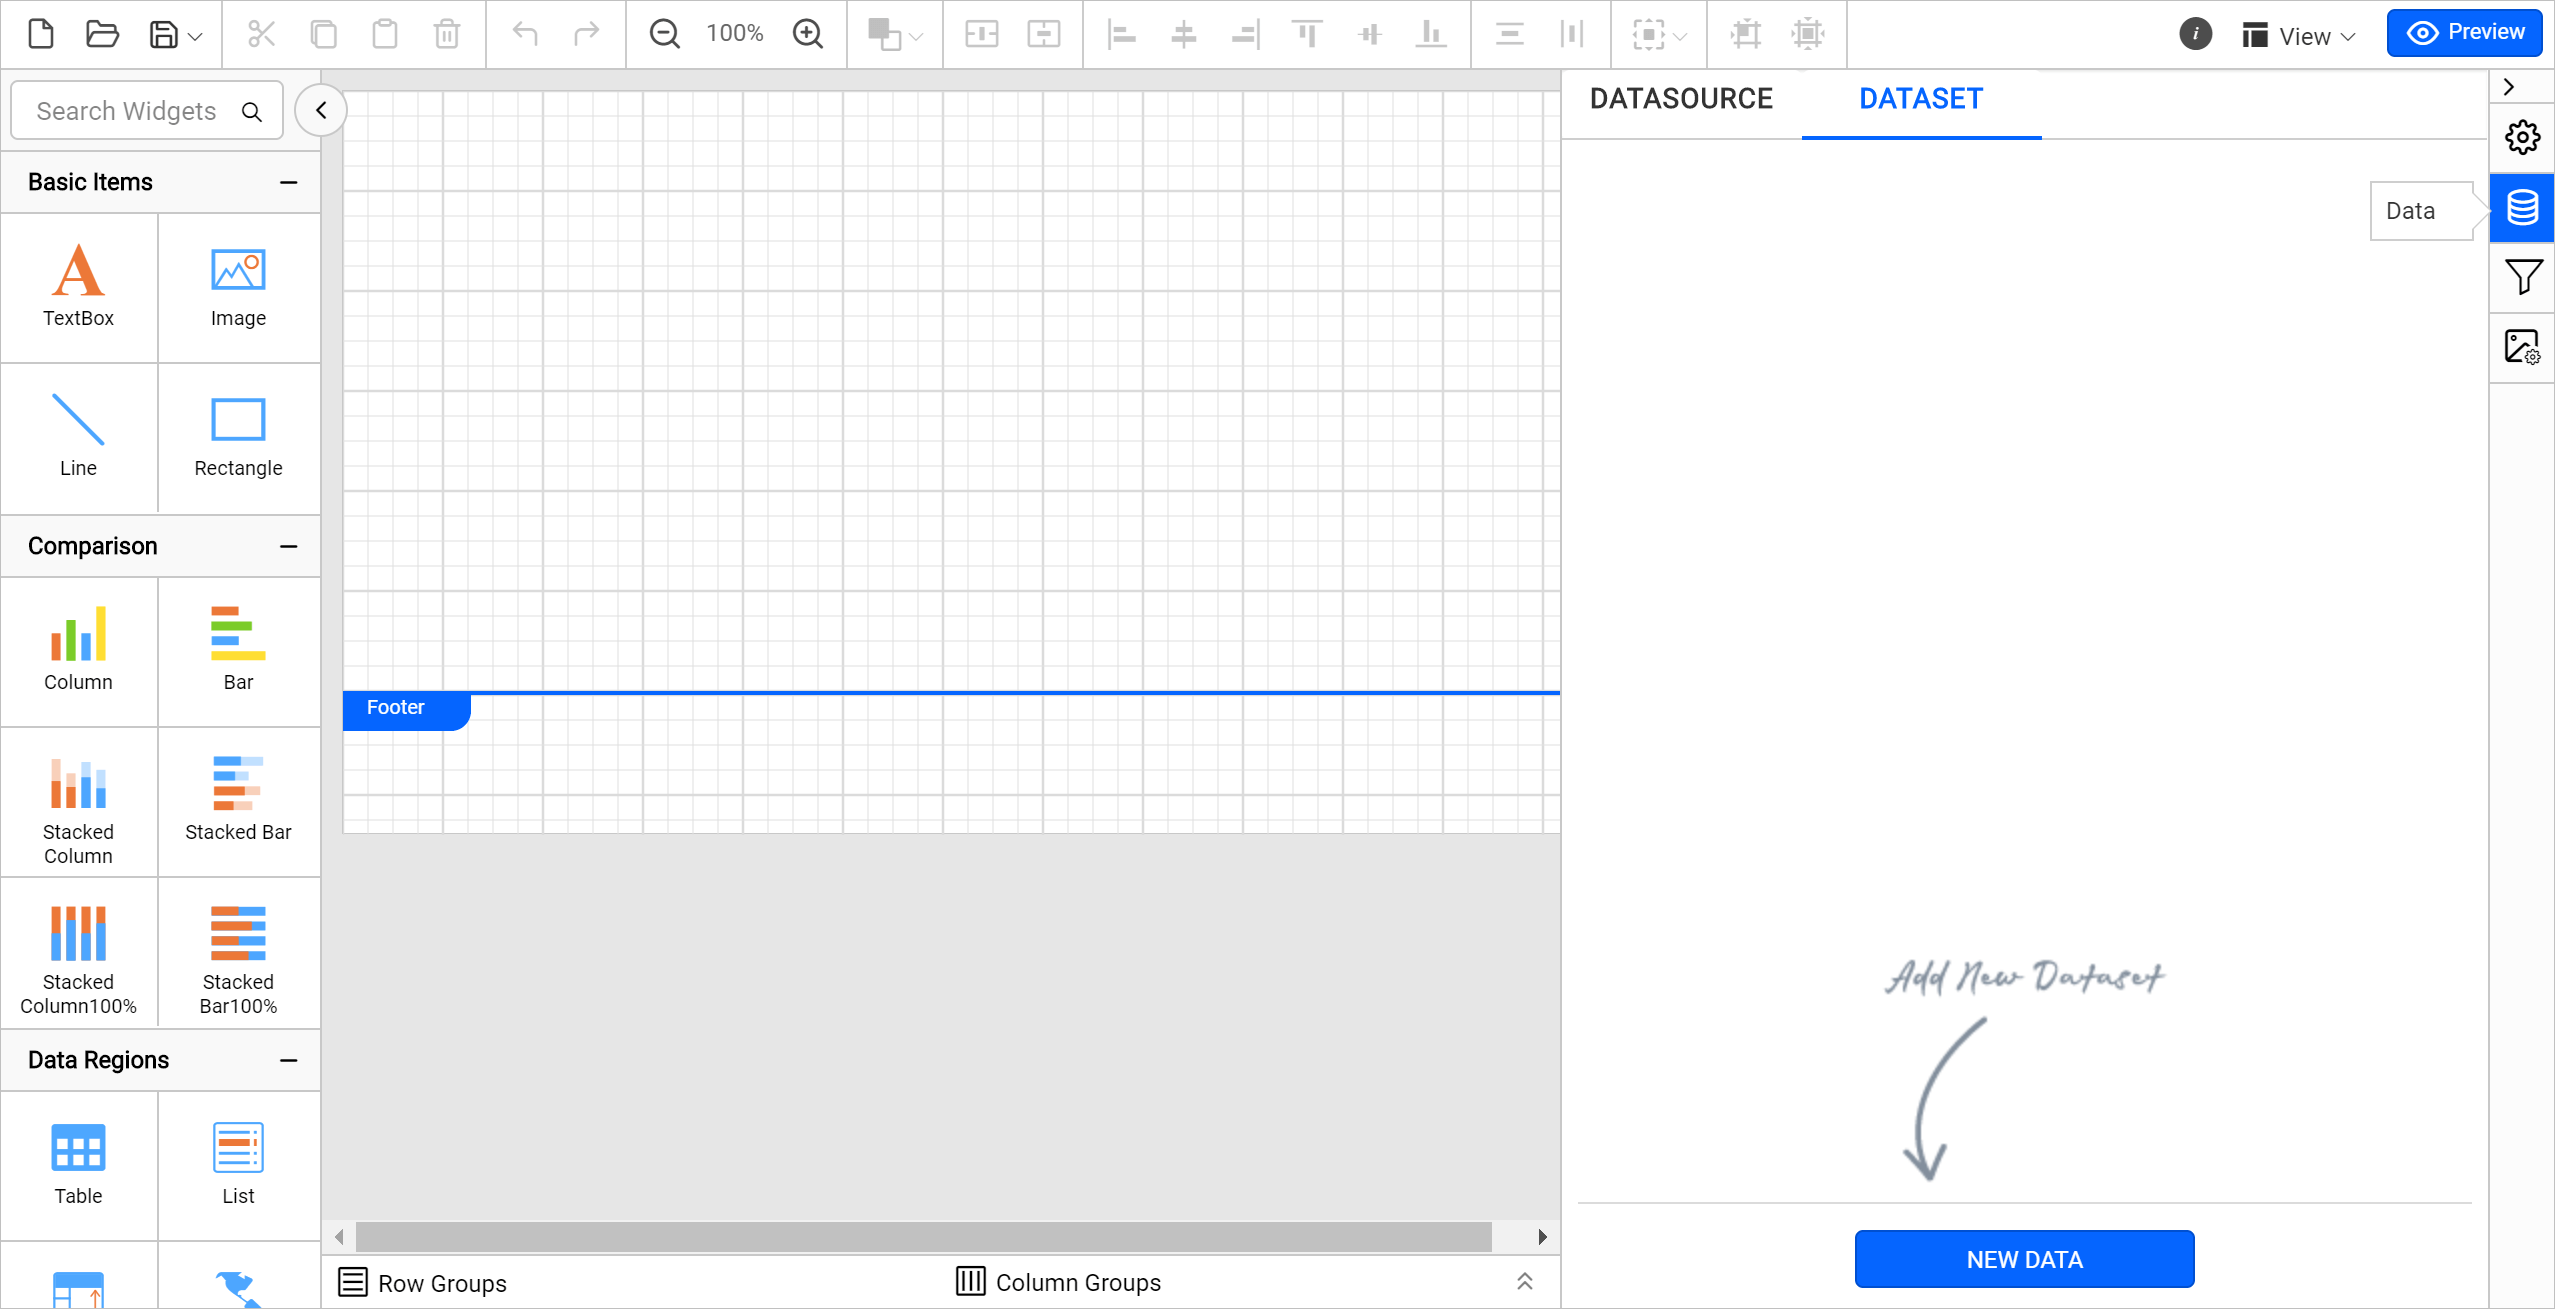 100%
i
View
Preview
Search Widgets
Basic Items
TextBox
Image
Line
Rectangle
Comparison
Column
Bar
Stacked
Column
Stacked Bar
Stacked
Column100%
Stacked
Bar100%
Data Regions
Table
List
Footer
Row Groups
Column Groups
DATASOURCE
DATASET
Data
Add New Dataset
NEW DATA